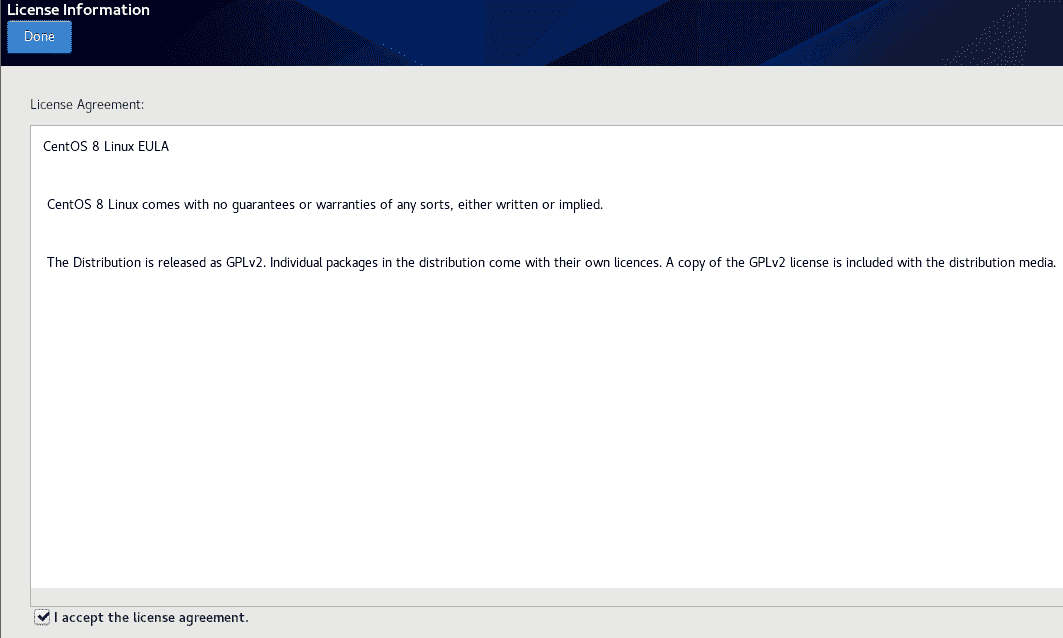 License Information
Done
License Agreement:
CentOS 8 Linux EULA
CentOS 8 Linux comes with no guarantees or warranties of any sorts, either written or implied.
The Distribution is released as GPLv2. Individual packages in the distribution come with their own licences. A copy of the GPLv2 license is included with the distribution media.
I accept the license agreement.